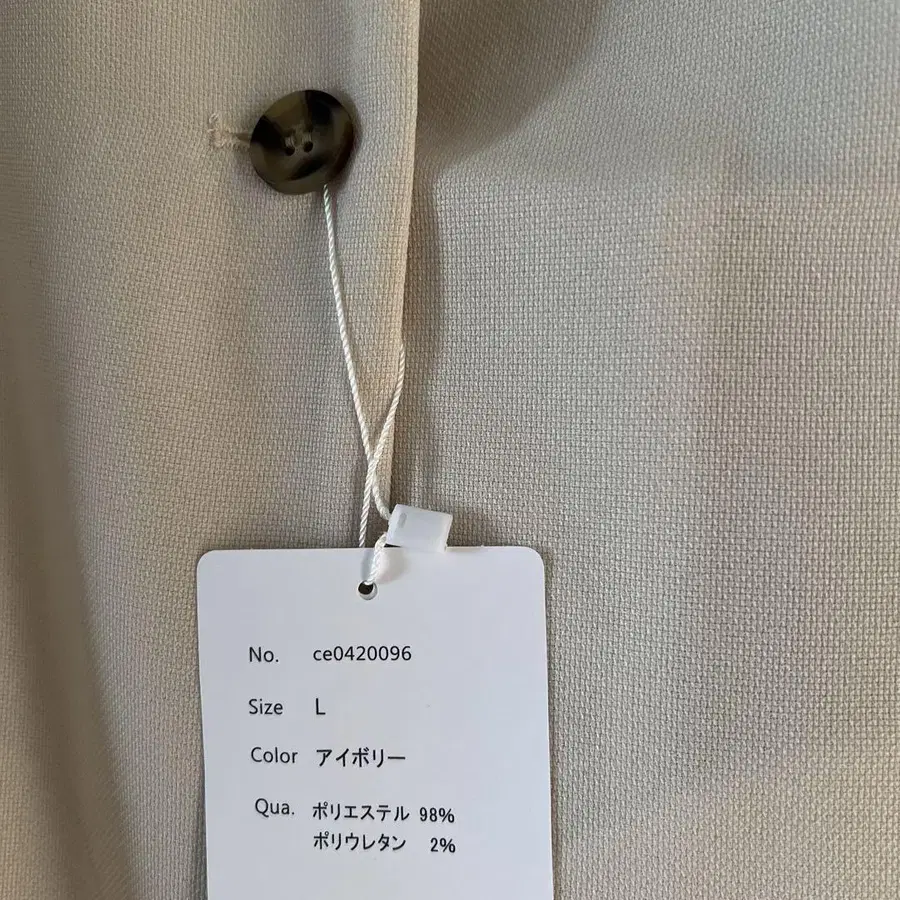 No. ce0420096
Size L
Color アイボリー
Qua. ポリエステル 98%
ポリウレタン 2%